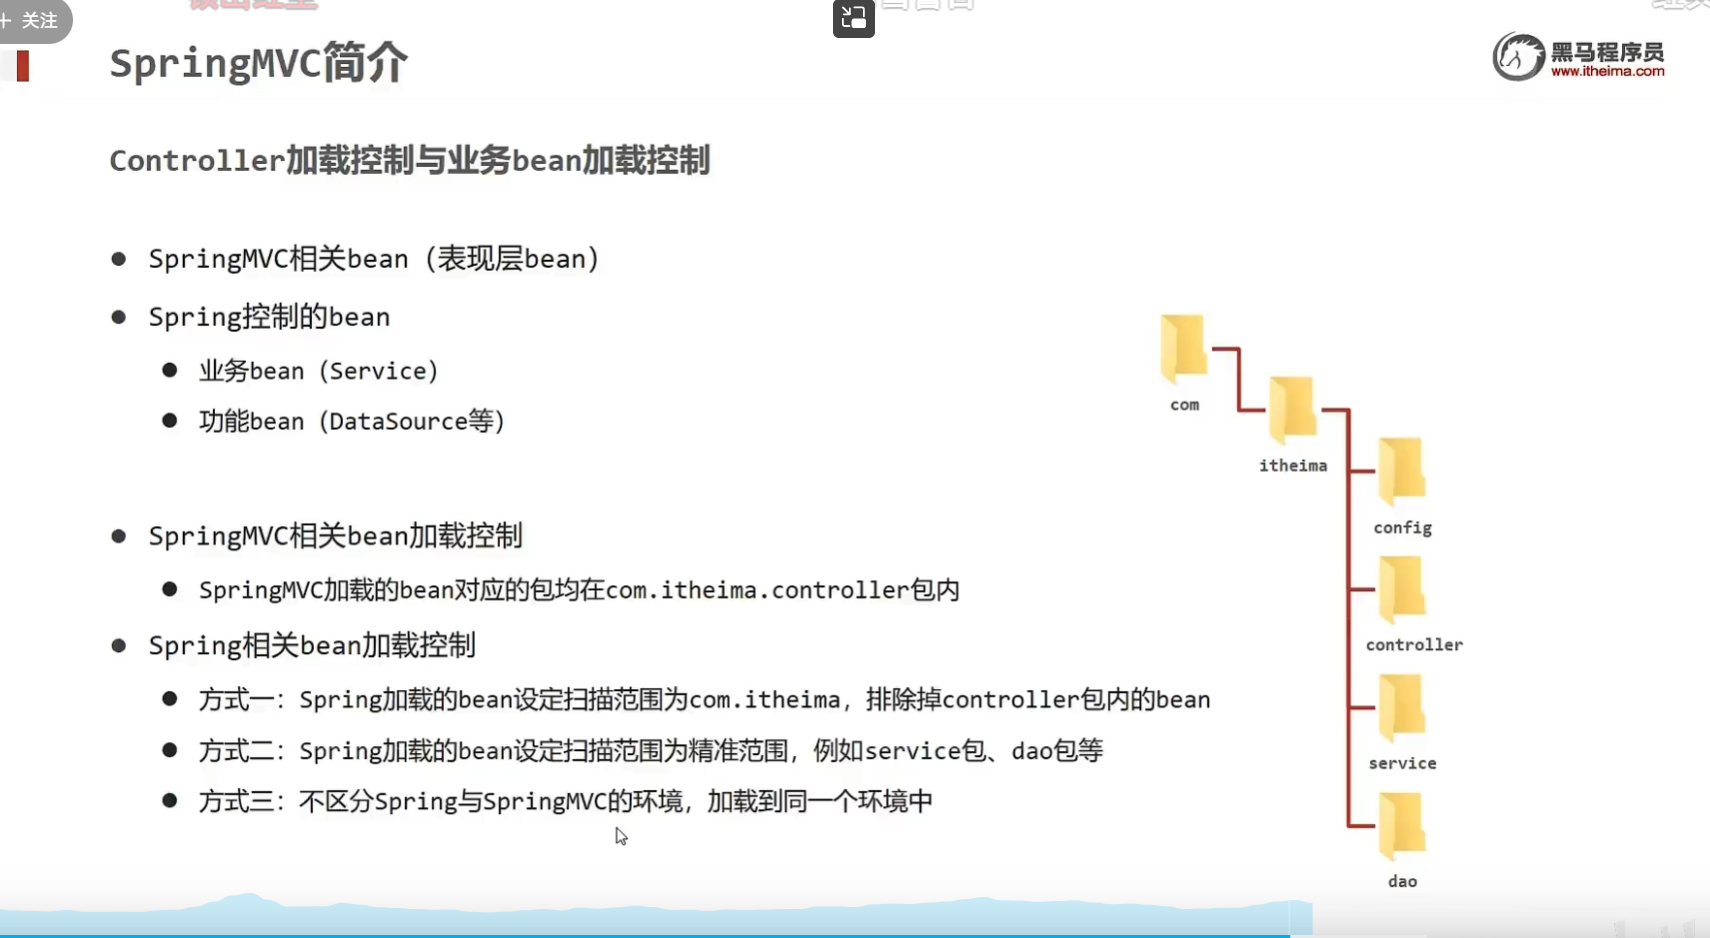 + 关注
SpringMVC简介
黑马程序员
www.itheima.com
Controller加载控制与业务bean加载控制
SpringMVC相关bean（表现层bean）
Spring控制的bean
业务bean（Service）
功能bean（DataSource等）
SpringMVC相关bean加载控制
SpringMVC加载的bean对应的包均在com.itheima.controller包内
Spring相关bean加载控制
方式一：Spring加载的bean设定扫描范围为com.itheima，排除掉controller包内的bean
方式二：Spring加载的bean设定扫描范围为精准范围，例如service包、dao包等
方式三：不区分Spring与SpringMVC的环境，加载到同一个环境中
com
itheima
config
controller
service
dao